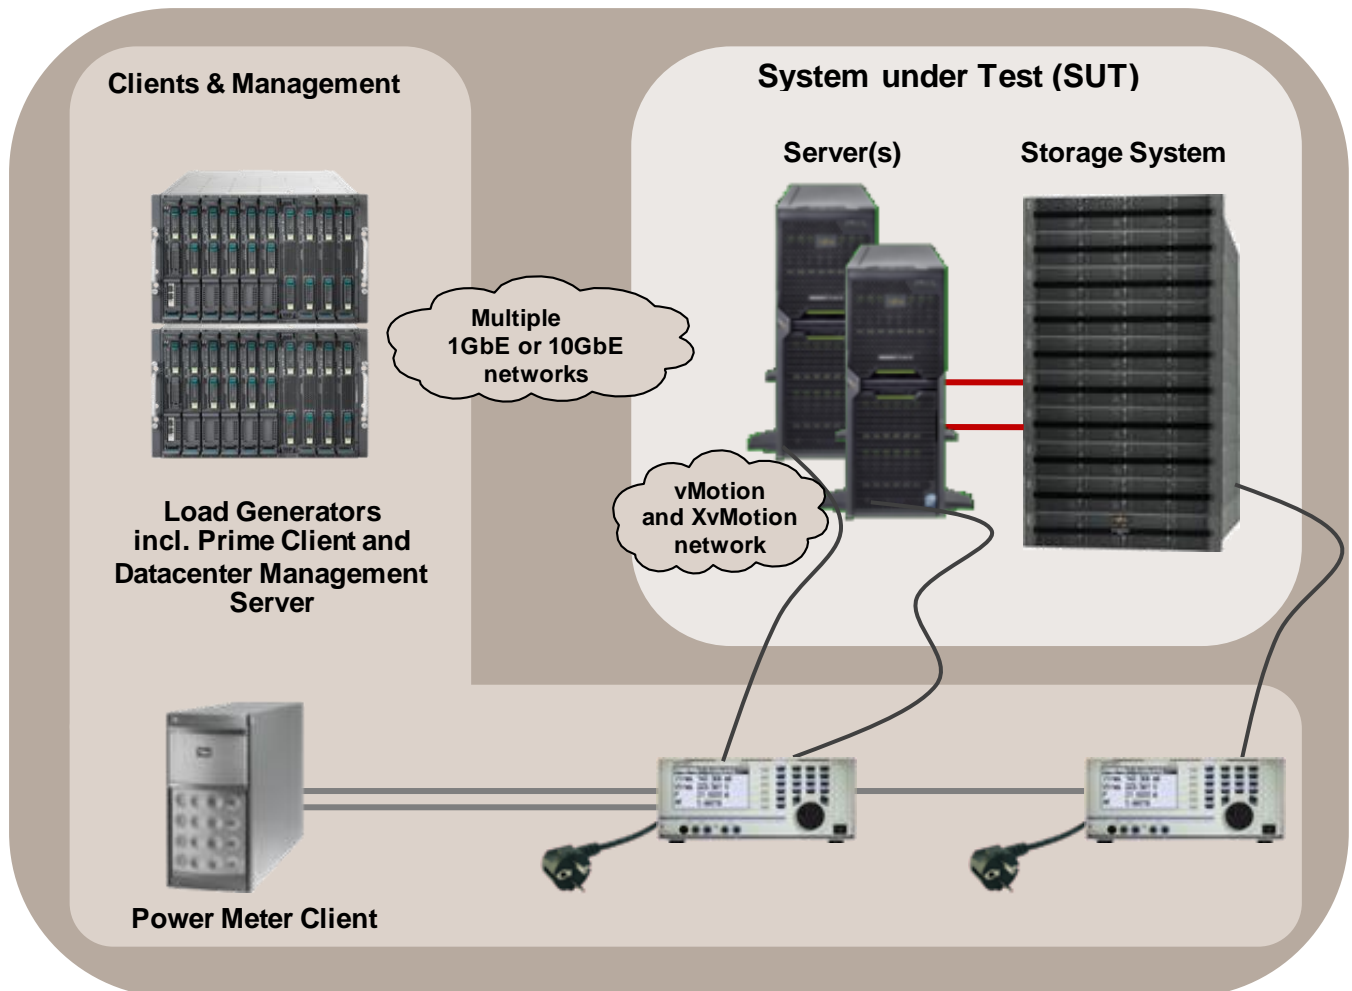 Clients & Management
System under Test (SUT)
Server(s)
Storage System
Multiple
1GbE or 10GbE
networks
vMotion
and XvMotion
network
Load Generators
incl. Prime Client and
Datacenter Management
Server
Power Meter Client